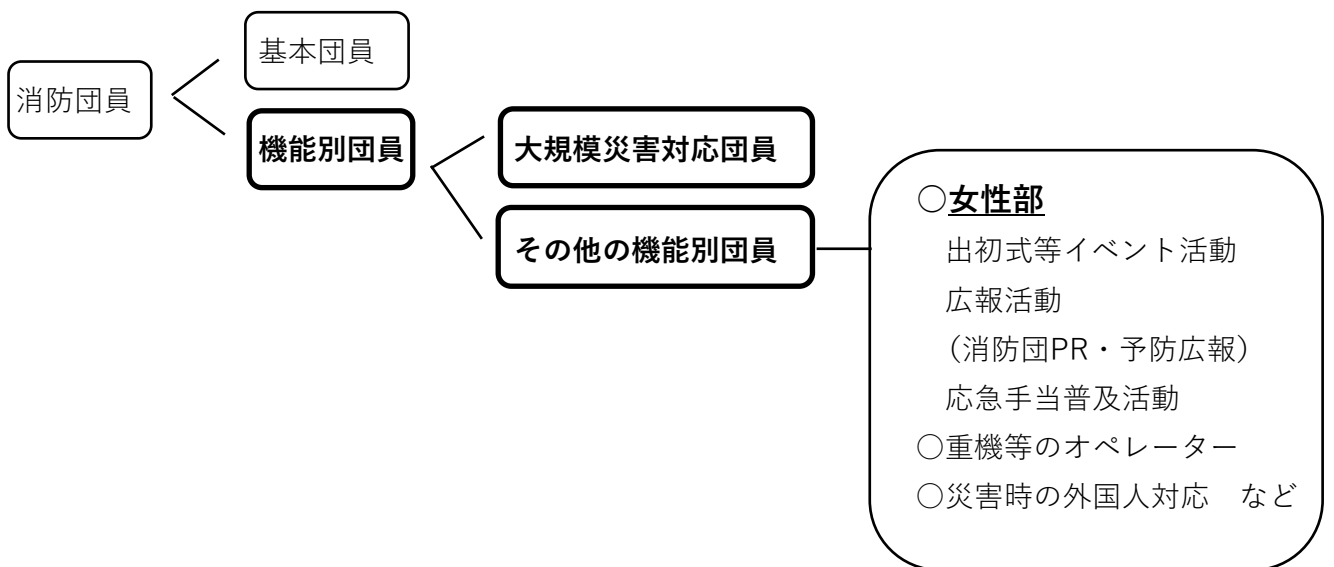 消防団員
基本団員
機能別団員
大規模災害対応団員
その他の機能別団員
○女性部
出初式等イベント活動
広報活動
（消防団PR・予防広報）
応急手当普及活動
○重機等のオペレーター
○災害時の外国人対応　など